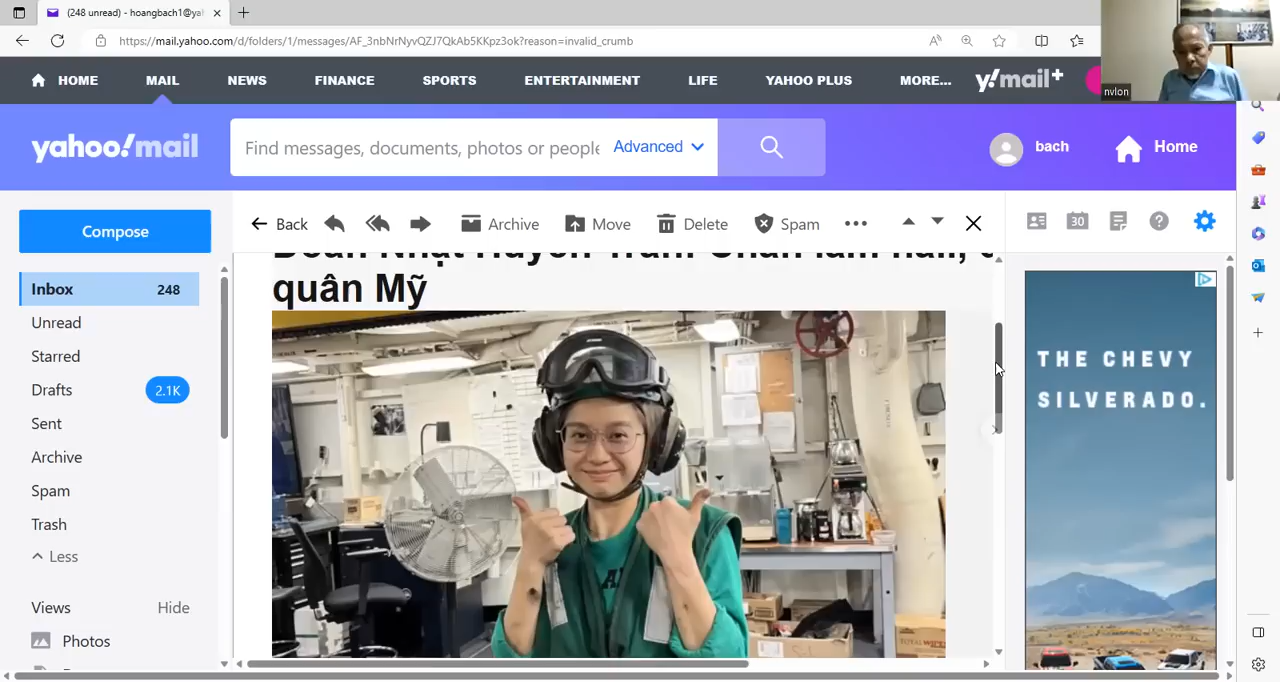 (248 unread) - hoangbach1@ya
https://mail.yahoo.com/d/folders/1/messages/AF_3nbNrNyvQZJ7QkAb5KKpz3ok?reason=invalid_crumb
nvlon
HOME
MAIL
NEWS
FINANCE
SPORTS
ENTERTAINMENT
LIFE
YAHOO PLUS
MORE...
y!mail+
yahoo!mail
Find messages, documents, photos or people
Advanced
bach
Home
Compose
Back
Archive
Move
Delete
Spam
30
Inbox 248
Unread
Starred
Drafts 2.1K
Sent
Archive
Spam
Trash
Less
Views Hide
Photos
quân Mỹ
THE CHEVY
SILVERADO.